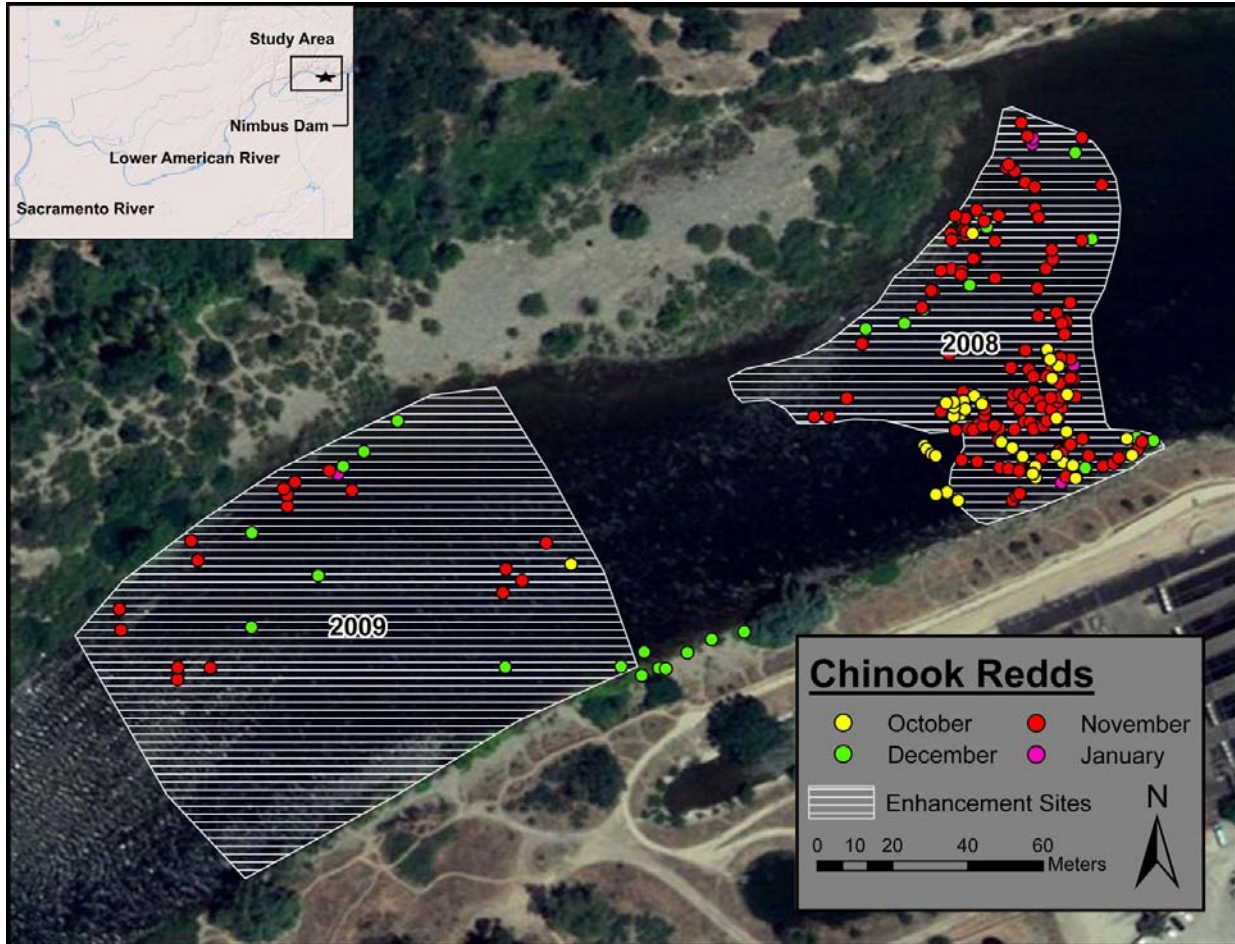 Study Area
Nimbus Dam
Lower American River
Sacramento River
2008
2009
Chinook Redds
October
November
December
January
Enhancement Sites
N
0 10 20 40 60
Meters